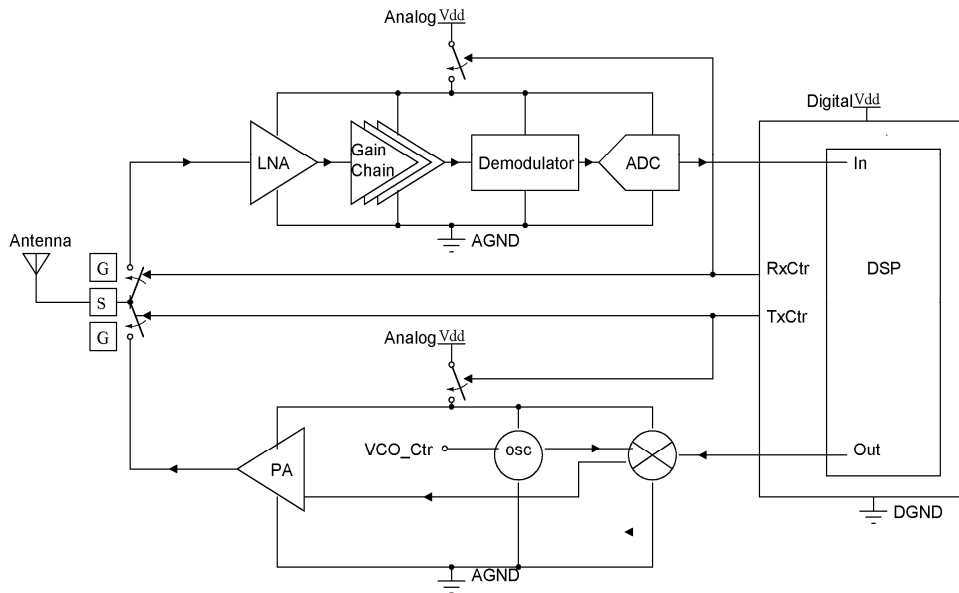 Analog Vdd
Digital Vdd
LNA
Gain
Chain
Demodulator
ADC
In
AGND
Antenna
G
S
G
RxCtr
DSP
TxCtr
Analog Vdd
VCO_Ctr
osc
Out
PA
DGND
AGND